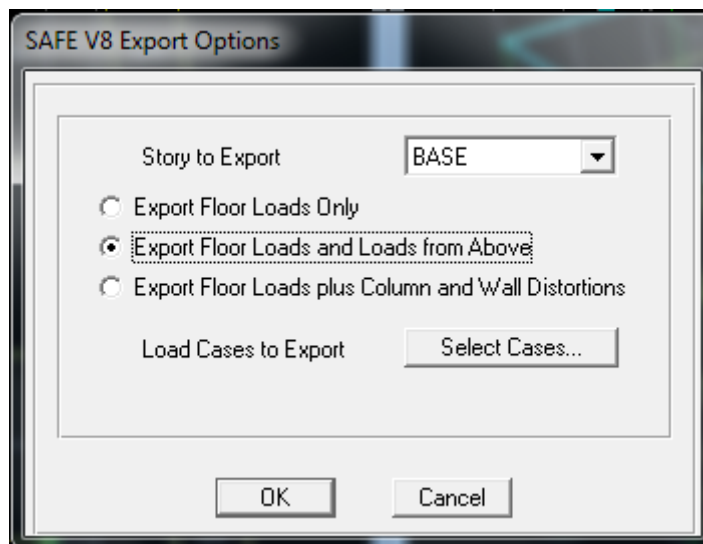 SAFE V8 Export Options
Story to Export BASE
Export Floor Loads Only
Export Floor Loads and Loads from Above
Export Floor Loads plus Column and Wall Distortions
Load Cases to Export Select Cases...
OK Cancel